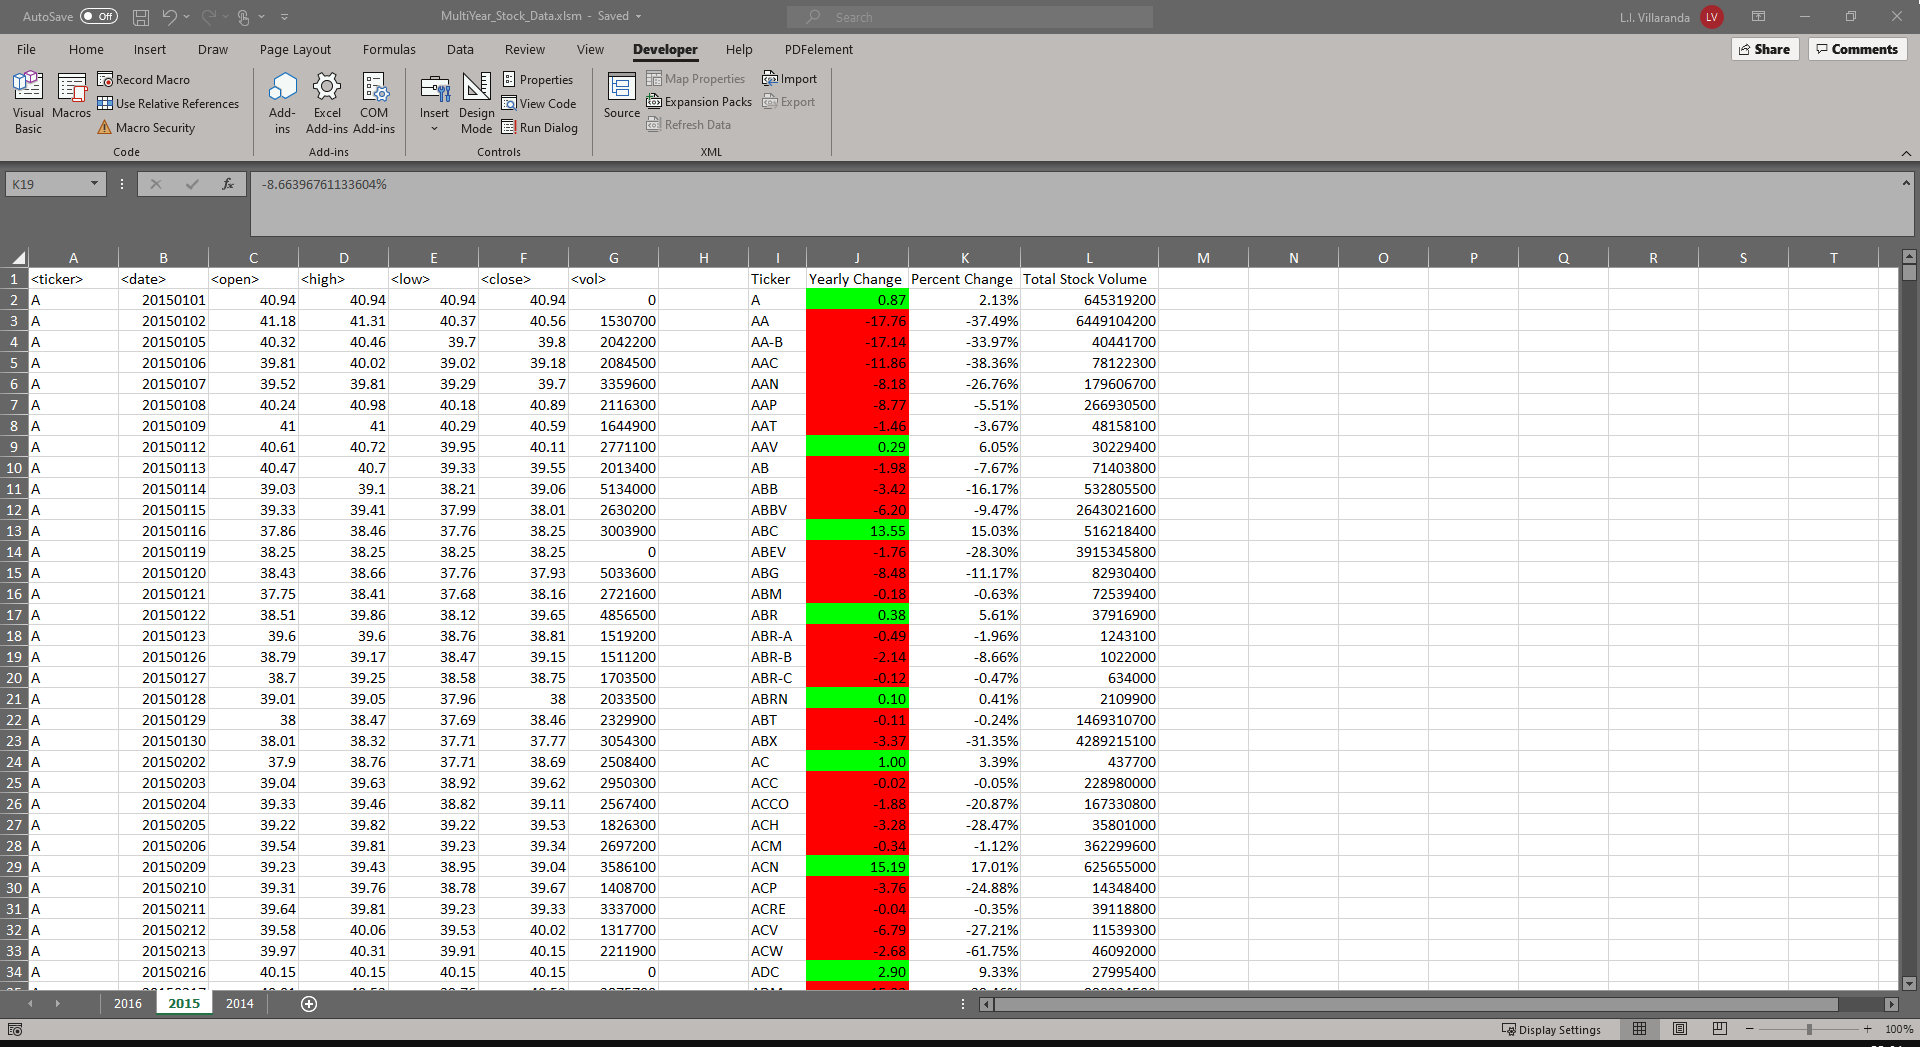 AutoSave Off MultiYear_Stock_Data.xlsm - Saved Search L.I. Villaranda LV
File Home Insert Draw Page Layout Formulas Data Review View Developer Help PDFelement Share Comments
Visual Basic Macros Record Macro Use Relative References Macro Security Add-ins Excel Add-ins COM Add-ins Insert Design Mode Properties View Code Run Dialog Source Map Properties Expansion Packs Refresh Data Import Export
Code Add-ins Controls XML
K19 fx -8.66396761133604%
A B C D E F G H I J K L M N O P Q R S T
1 <ticker> <date> <open> <high> <low> <close> <vol> Ticker Yearly Change Percent Change Total Stock Volume
2 A 20150101 40.94 40.94 40.94 40.94 0 A 0.87 2.13% 645319200
3 A 20150102 41.18 41.31 40.37 40.56 1530700 AA -17.76 -37.49% 6449104200
4 A 20150105 40.32 40.46 39.7 39.8 2042200 AA-B -17.14 -33.97% 40441700
5 A 20150106 39.81 40.02 39.02 39.18 2084500 AAC -11.86 -38.36% 78122300
6 A 20150107 39.52 39.81 39.29 39.7 3359600 AAN -8.18 -26.76% 179606700
7 A 20150108 40.24 40.98 40.18 40.89 2116300 AAP -8.77 -5.51% 266930500
8 A 20150109 41 41 40.29 40.59 1644900 AAT -1.46 -3.67% 48158100
9 A 20150112 40.61 40.72 39.95 40.11 2771100 AAV 0.29 6.05% 30229400
10 A 20150113 40.47 40.7 39.33 39.55 2013400 AB -1.98 -7.67% 71403800
11 A 20150114 39.03 39.1 38.21 39.06 5134000 ABB -3.42 -16.17% 532805500
12 A 20150115 39.33 39.41 37.99 38.01 2630200 ABBV -6.20 -9.47% 2643021600
13 A 20150116 37.86 38.46 37.76 38.25 3003900 ABC 13.55 15.03% 516218400
14 A 20150119 38.25 38.25 38.25 38.25 0 ABEV -1.76 -28.30% 3915345800
15 A 20150120 38.43 38.66 37.76 37.93 5033600 ABG -8.48 -11.17% 82930400
16 A 20150121 37.75 38.41 37.68 38.16 2721600 ABM -0.18 -0.63% 72539400
17 A 20150122 38.51 39.86 38.12 39.65 4856500 ABR 0.38 5.61% 37916900
18 A 20150123 39.6 39.6 38.76 38.81 1519200 ABR-A -0.49 -1.96% 1243100
19 A 20150126 38.79 39.17 38.47 39.15 1511200 ABR-B -2.14 -8.66% 1022000
20 A 20150127 38.7 39.25 38.58 38.75 1703500 ABR-C -0.12 -0.47% 634000
21 A 20150128 39.01 39.05 37.96 38 2033500 ABRN 0.10 0.41% 2109900
22 A 20150129 38 38.47 37.69 38.46 2329900 ABT -0.11 -0.24% 1469310700
23 A 20150130 38.01 38.32 37.71 37.77 3054300 ABX -3.37 -31.35% 4289215100
24 A 20150202 37.9 38.76 37.71 38.69 2508400 AC 1.00 3.39% 437700
25 A 20150203 39.04 39.63 38.92 39.62 2950300 ACC -0.02 -0.05% 228980000
26 A 20150204 39.33 39.46 38.82 39.11 2567400 ACCO -1.88 -20.87% 167330800
27 A 20150205 39.22 39.82 39.22 39.53 1826300 ACH -3.28 -28.47% 35801000
28 A 20150206 39.54 39.81 39.23 39.34 2697200 ACM -0.34 -1.12% 362299600
29 A 20150209 39.23 39.43 38.95 39.04 3586100 ACN 15.19 17.01% 625655000
30 A 20150210 39.31 39.76 38.78 39.67 1408700 ACP -3.76 -24.88% 14348400
31 A 20150211 39.64 39.81 39.23 39.33 3337000 ACRE -0.04 -0.35% 39118800
32 A 20150212 39.58 40.06 39.53 40.02 1317700 ACV -6.79 -27.21% 11539300
33 A 20150213 39.97 40.31 39.91 40.15 2211900 ACW -2.68 -61.75% 46092000
34 A 20150216 40.15 40.15 40.15 40.15 0 ADC 2.90 9.33% 27995400
2016 2015 2014
Display Settings 100%